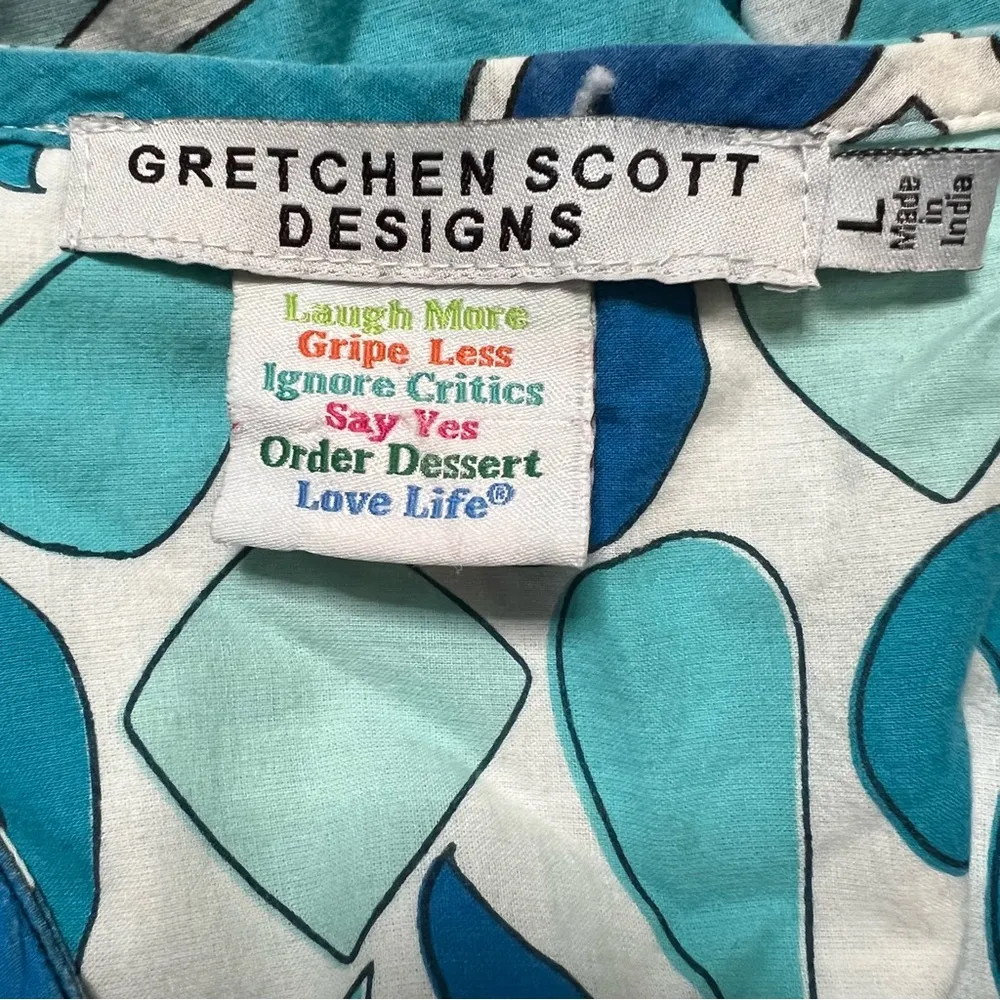 GRETCHEN SCOTT
DESIGNS
L
Made
in
India
Laugh More
Gripe Less
Ignore Critics
Say Yes
Order Dessert
Love Life®